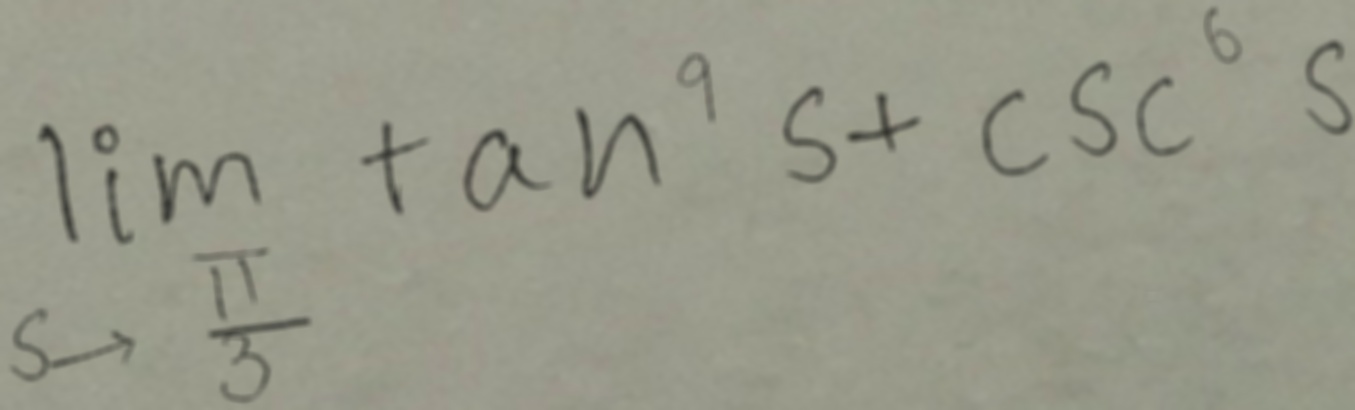 lim tan⁹ s + csc⁶ s
s → π/3